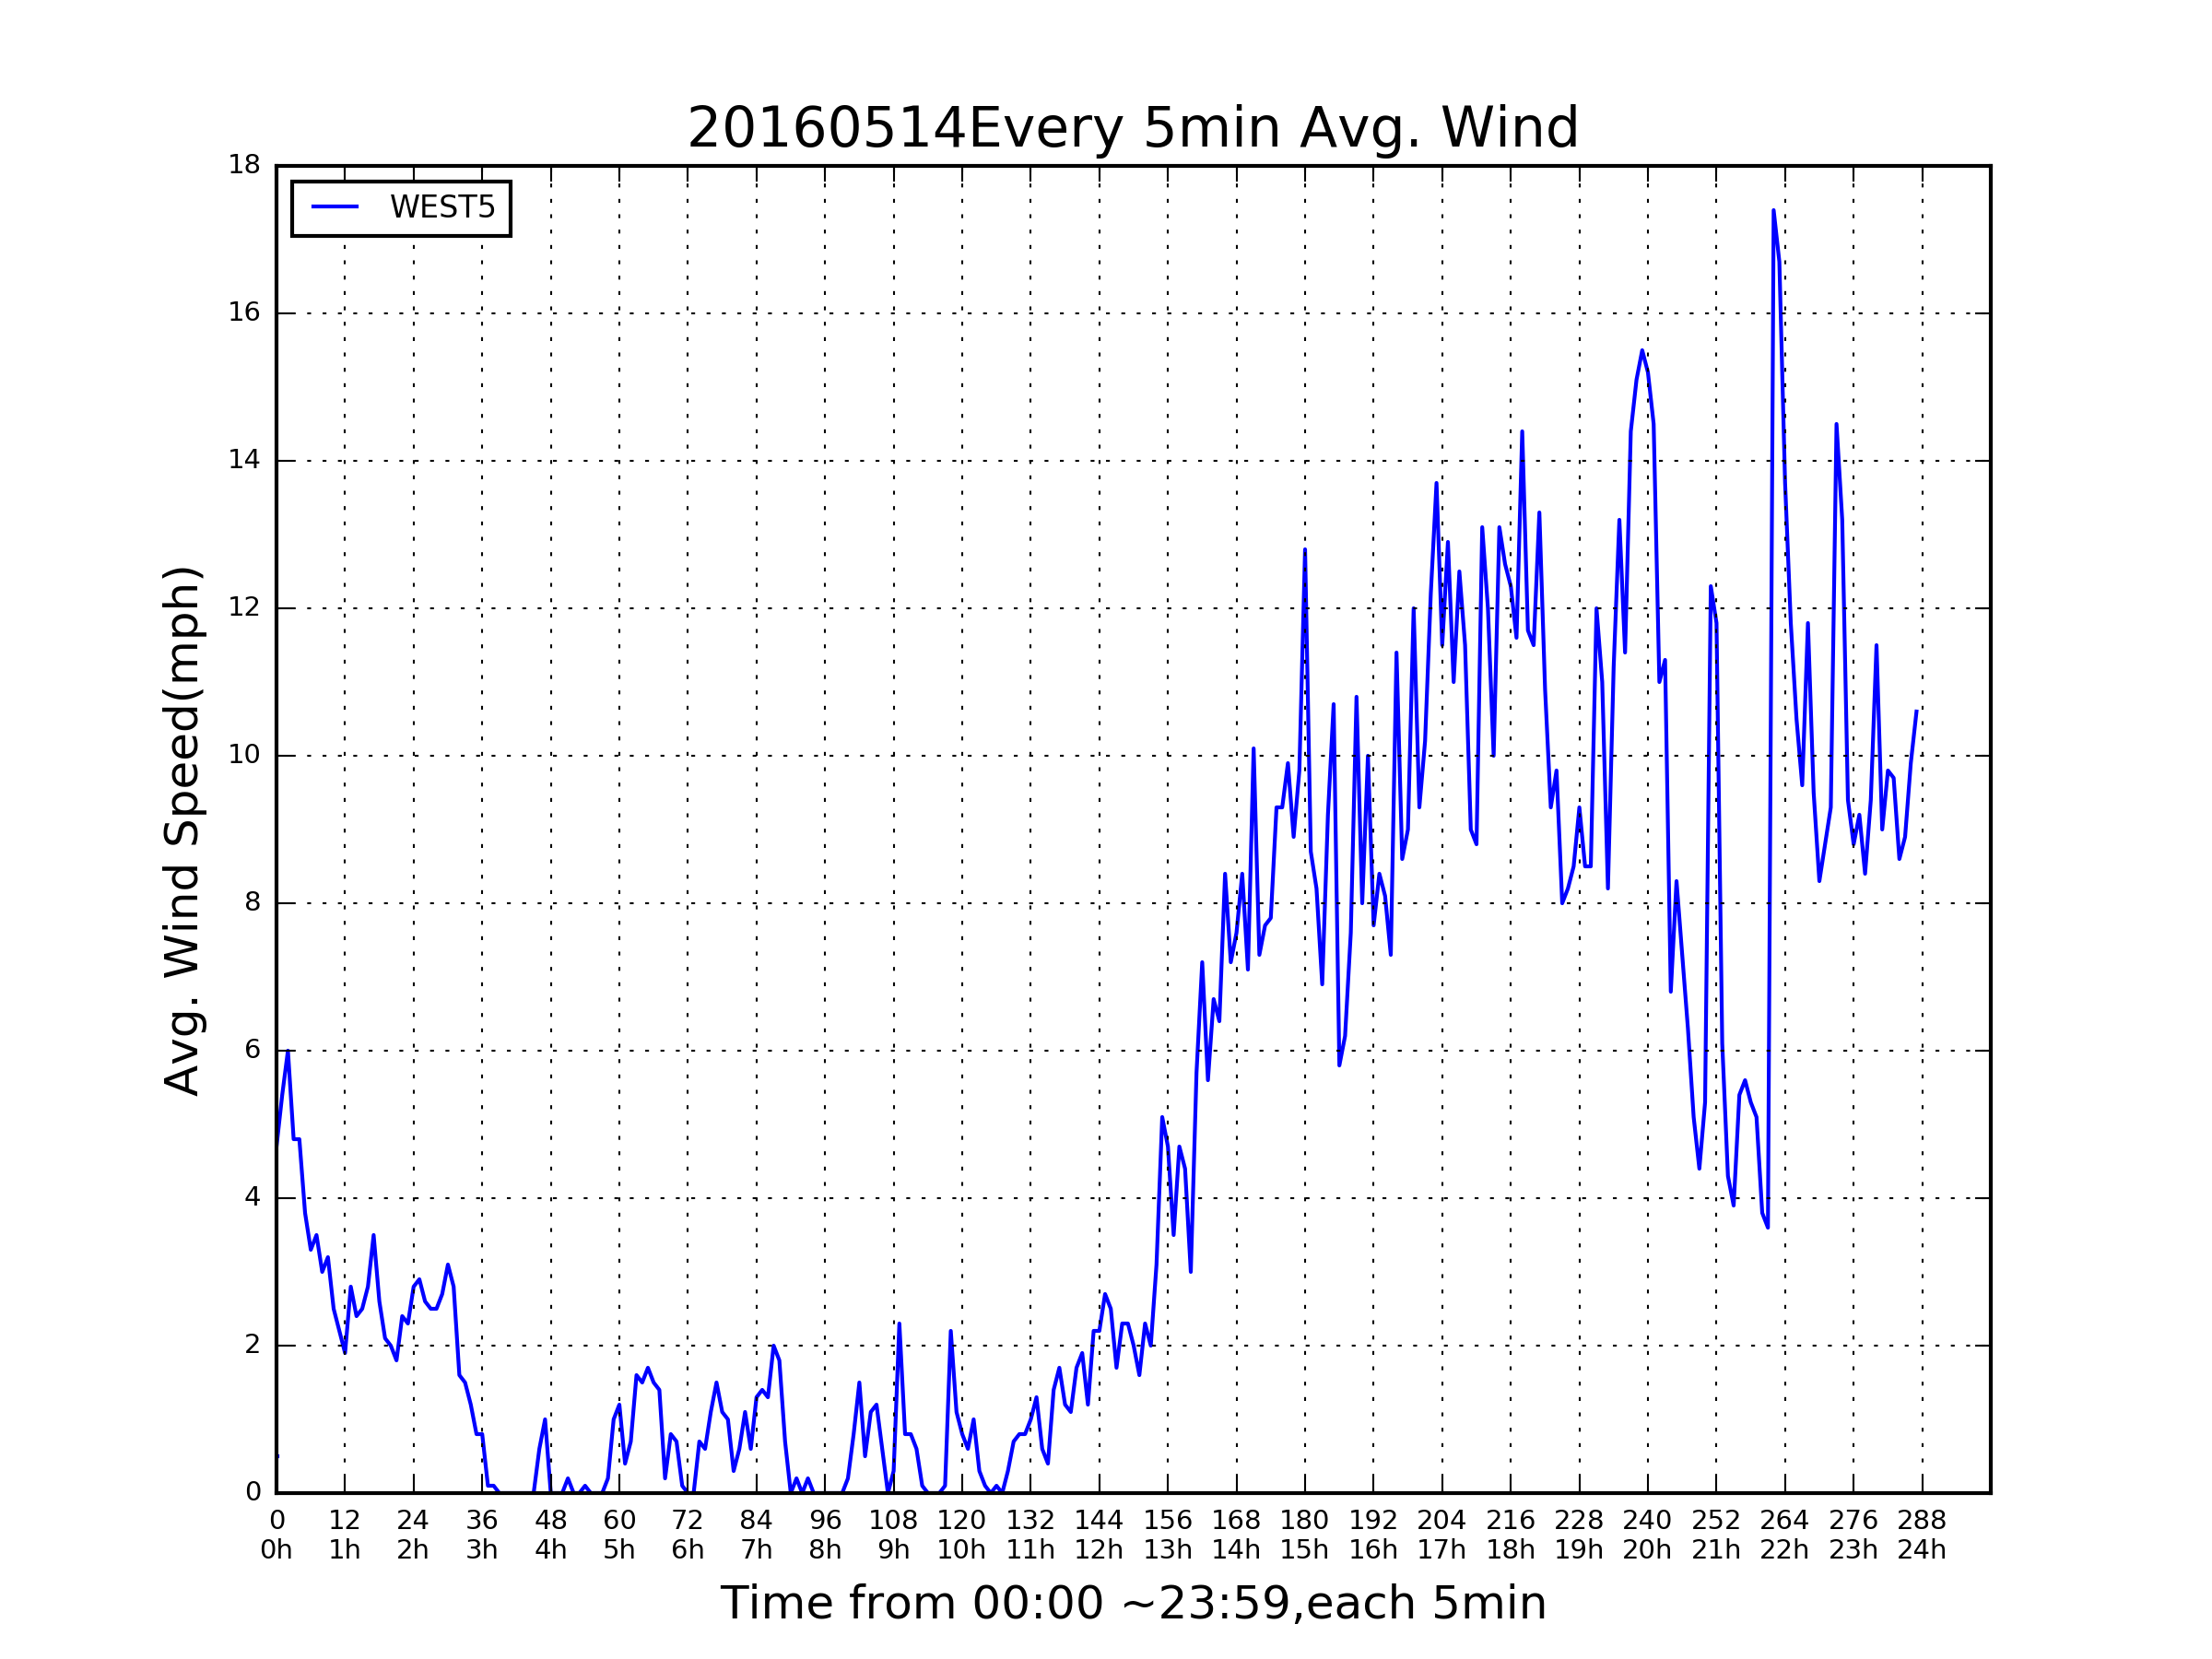 20160514Every 5min Avg. Wind
WEST5
Avg. Wind Speed(mph)
18
16
14
12
10
8
6
4
2
0
0 12 24 36 48 60 72 84 96 108 120 132 144 156 168 180 192 204 216 228 240 252 264 276 288
0h 1h 2h 3h 4h 5h 6h 7h 8h 9h 10h 11h 12h 13h 14h 15h 16h 17h 18h 19h 20h 21h 22h 23h 24h
Time from 00:00 ~23:59,each 5min